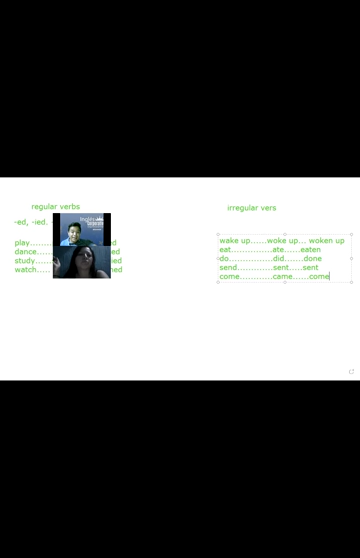 regular verbs
-ed, -ied.
play........
dance.......
study......ied
watch.....
irregular vers
wake up......woke up... woken up
eat...............ate......eaten
do................did.......done
send.............sent.....sent
come............came......come